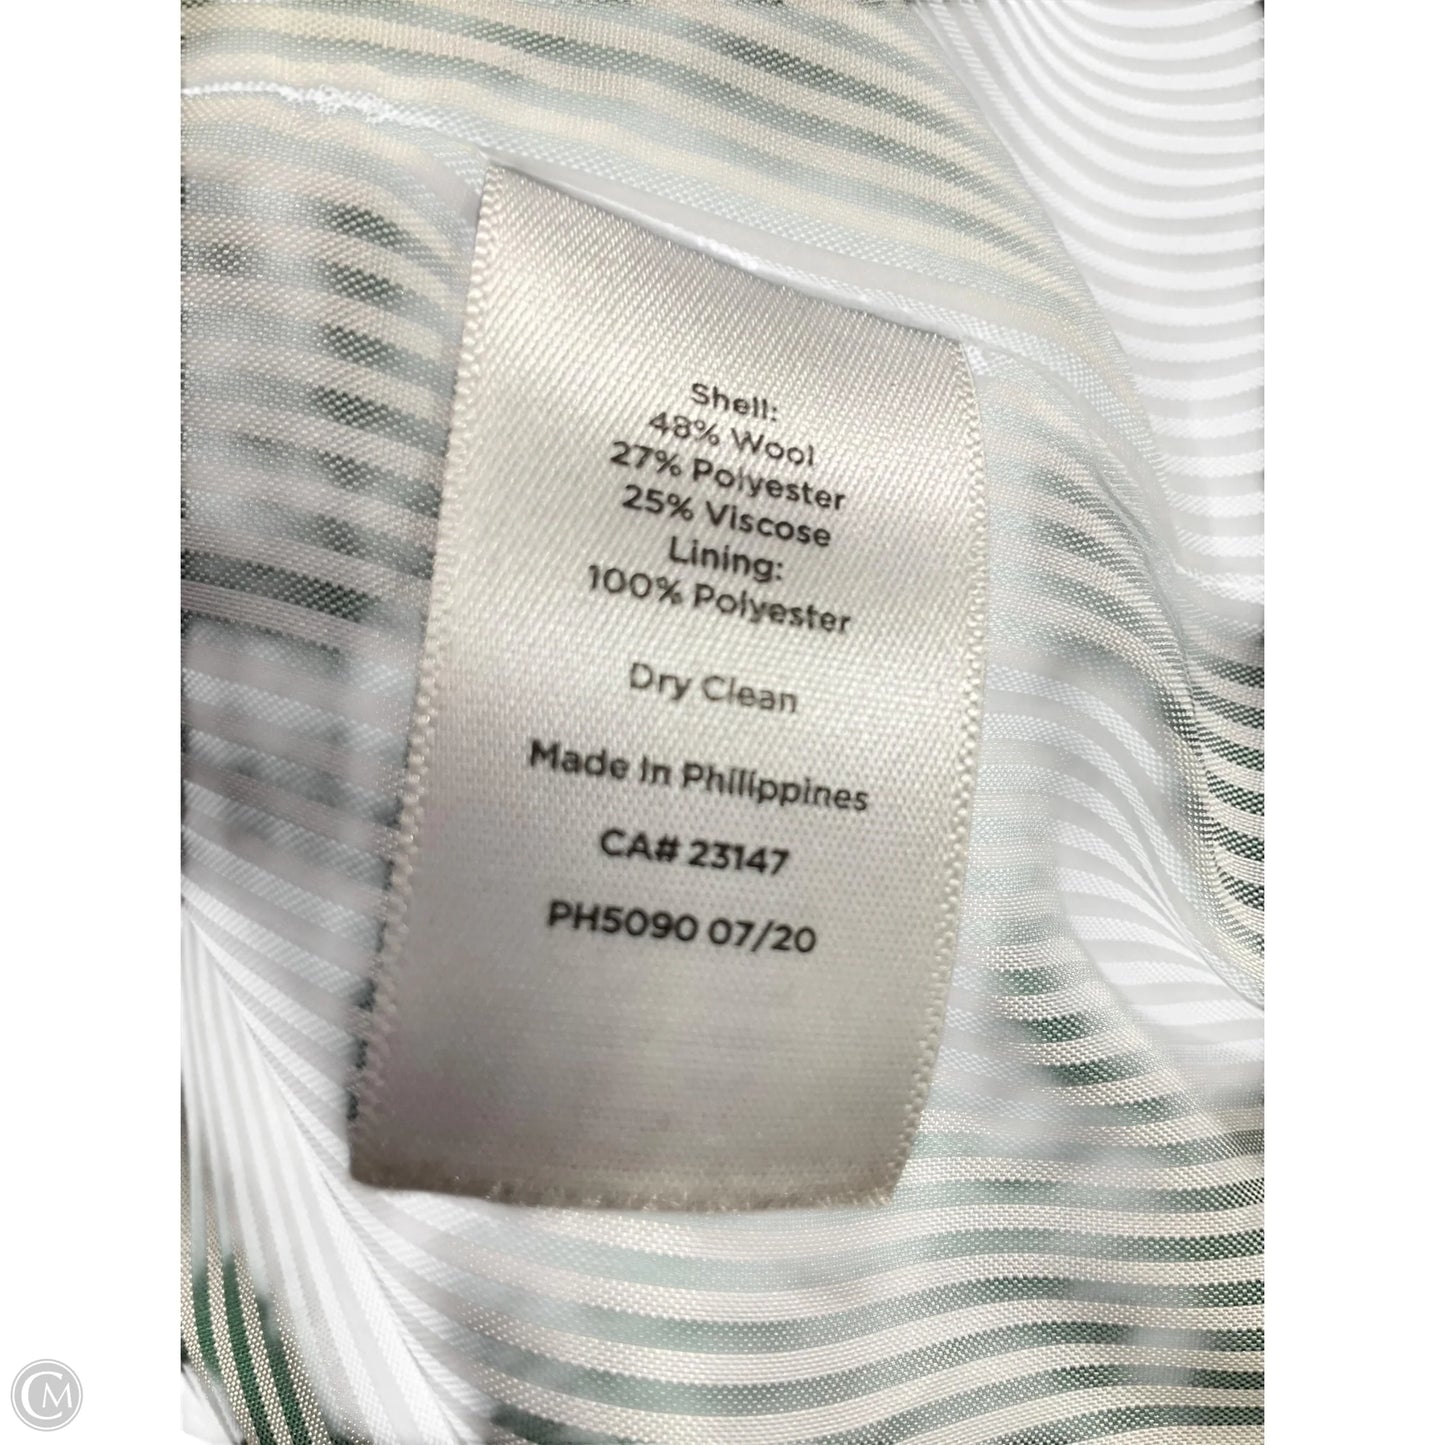 Shell:
48% Wool
27% Polyester
25% Viscose
Lining:
100% Polyester
Dry Clean
Made In Philippines
CA# 23147
PH5090 07/20
CM